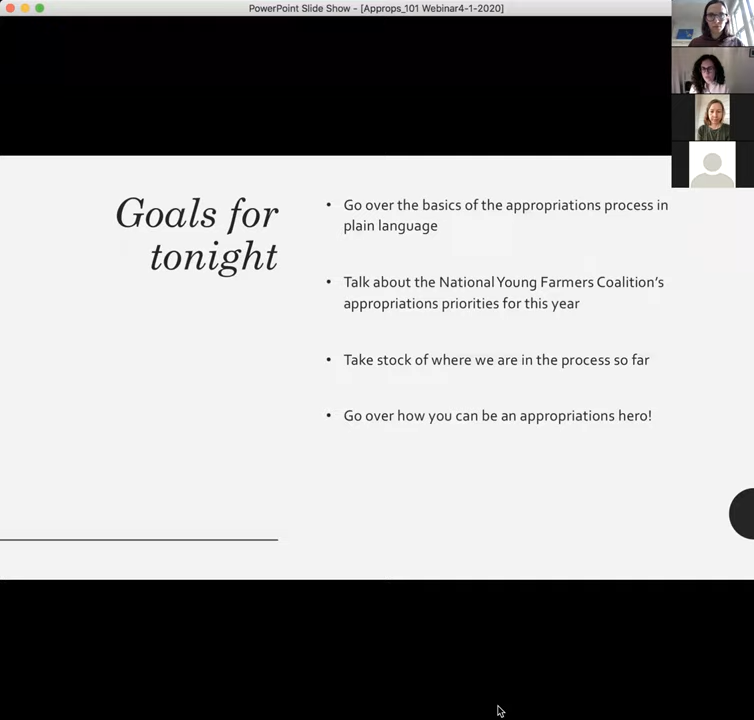 PowerPoint Slide Show - [Approps_101 Webinar4-1-2020]
Goals for
tonight
• Go over the basics of the appropriations process in
plain language
• Talk about the National Young Farmers Coalition's
appropriations priorities for this year
• Take stock of where we are in the process so far
• Go over how you can be an appropriations hero!